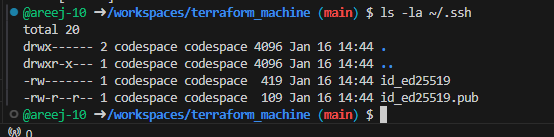 @areej-10 →/workspaces/terraform_machine (main) $ ls -la ~/.ssh
total 20
drwx------ 2 codespace codespace 4096 Jan 16 14:44 .
drwxr-x--- 1 codespace codespace 4096 Jan 16 14:44 ..
-rw------- 1 codespace codespace  419 Jan 16 14:44 id_ed25519
-rw-r--r-- 1 codespace codespace  109 Jan 16 14:44 id_ed25519.pub
@areej-10 →/workspaces/terraform_machine (main) $
0